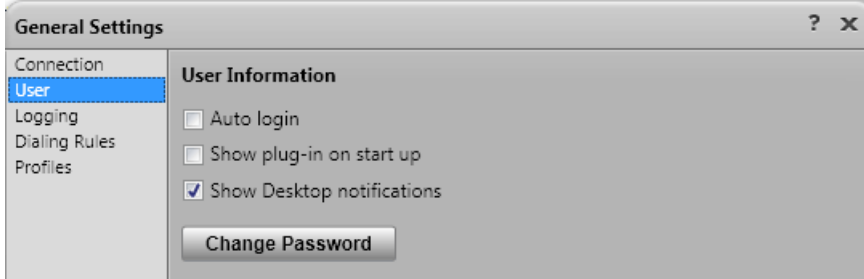 General Settings ? x
Connection
User
Logging
Dialing Rules
Profiles
User Information
Auto login
Show plug-in on start up
Show Desktop notifications
Change Password